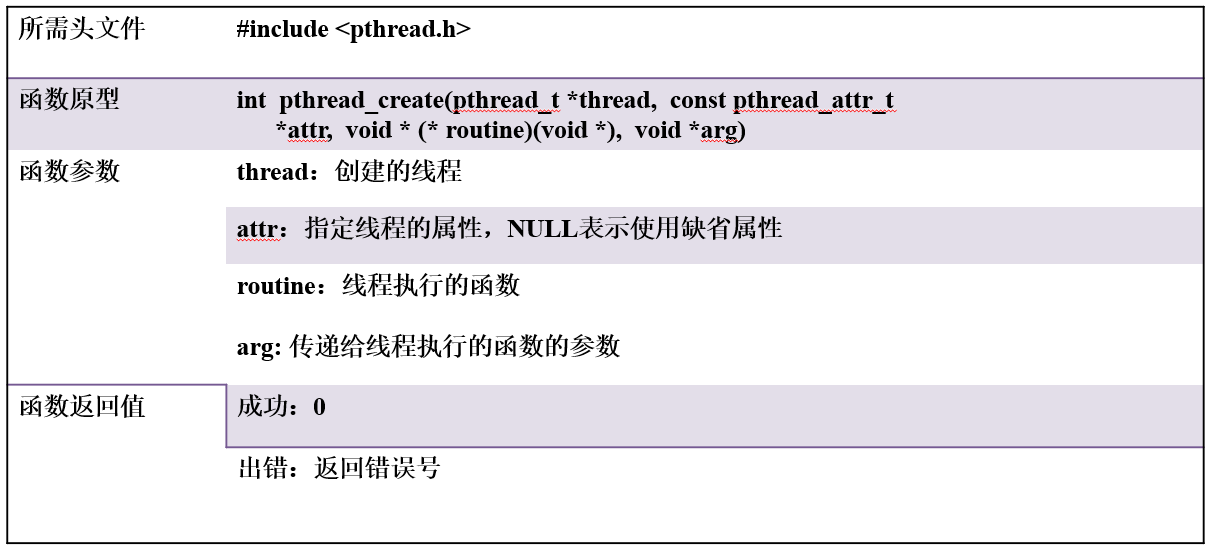 所需头文件 #include <pthread.h>
函数原型 int pthread_create(pthread_t *thread, const pthread_attr_t
*attr, void * (* routine)(void *), void *arg)
函数参数 thread：创建的线程
attr：指定线程的属性，NULL表示使用缺省属性
routine：线程执行的函数
arg: 传递给线程执行的函数的参数
函数返回值 成功：0
出错：返回错误号